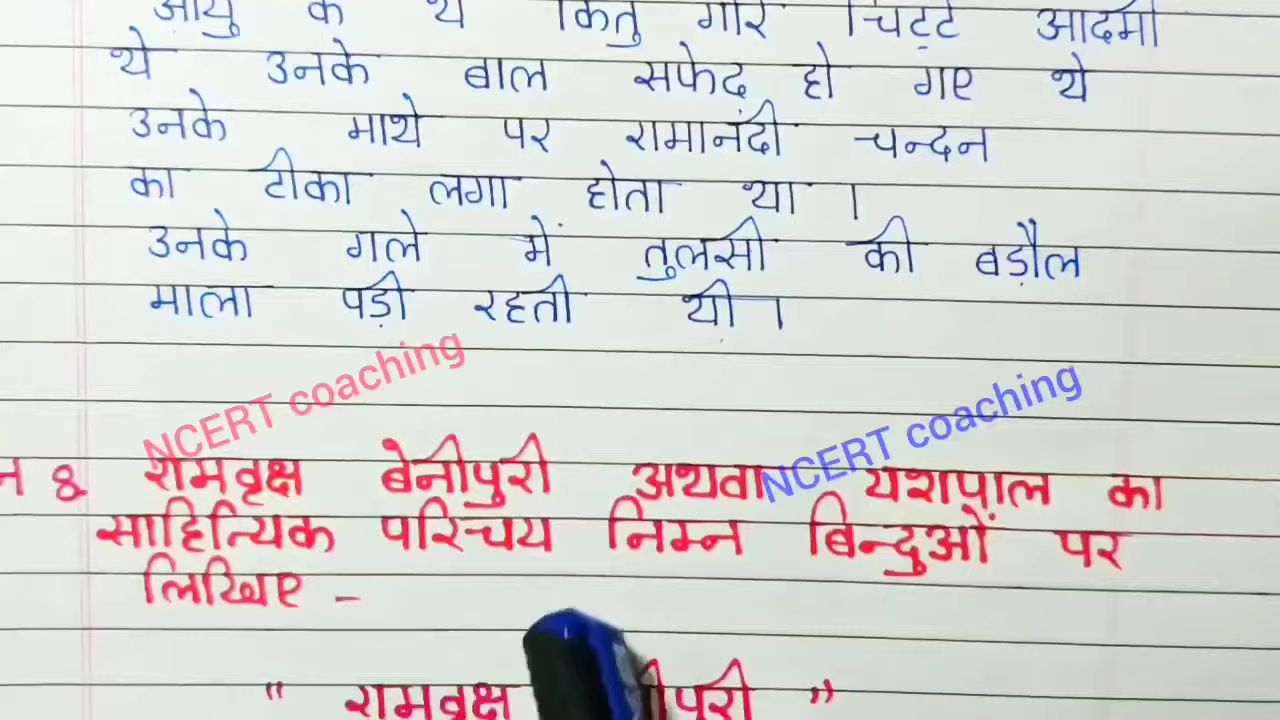 आयु के थे किंतु गोरे चिट्टे आदमी
थे उनके बाल सफेद हो गए थे
उनके माथे पर रामानंदी चन्दन
का टीका लगा होता था ।
उनके गले में तुलसी की बड़ौल
माला पड़ी रहती थी ।
NCERT coaching
NCERT coaching
न 8 रामवृक्ष बेनीपुरी अथवा यशपाल का
साहित्यिक परिचय निम्न बिन्दुओं पर
लिखिए -
" रामवृक्ष ीपुरी "